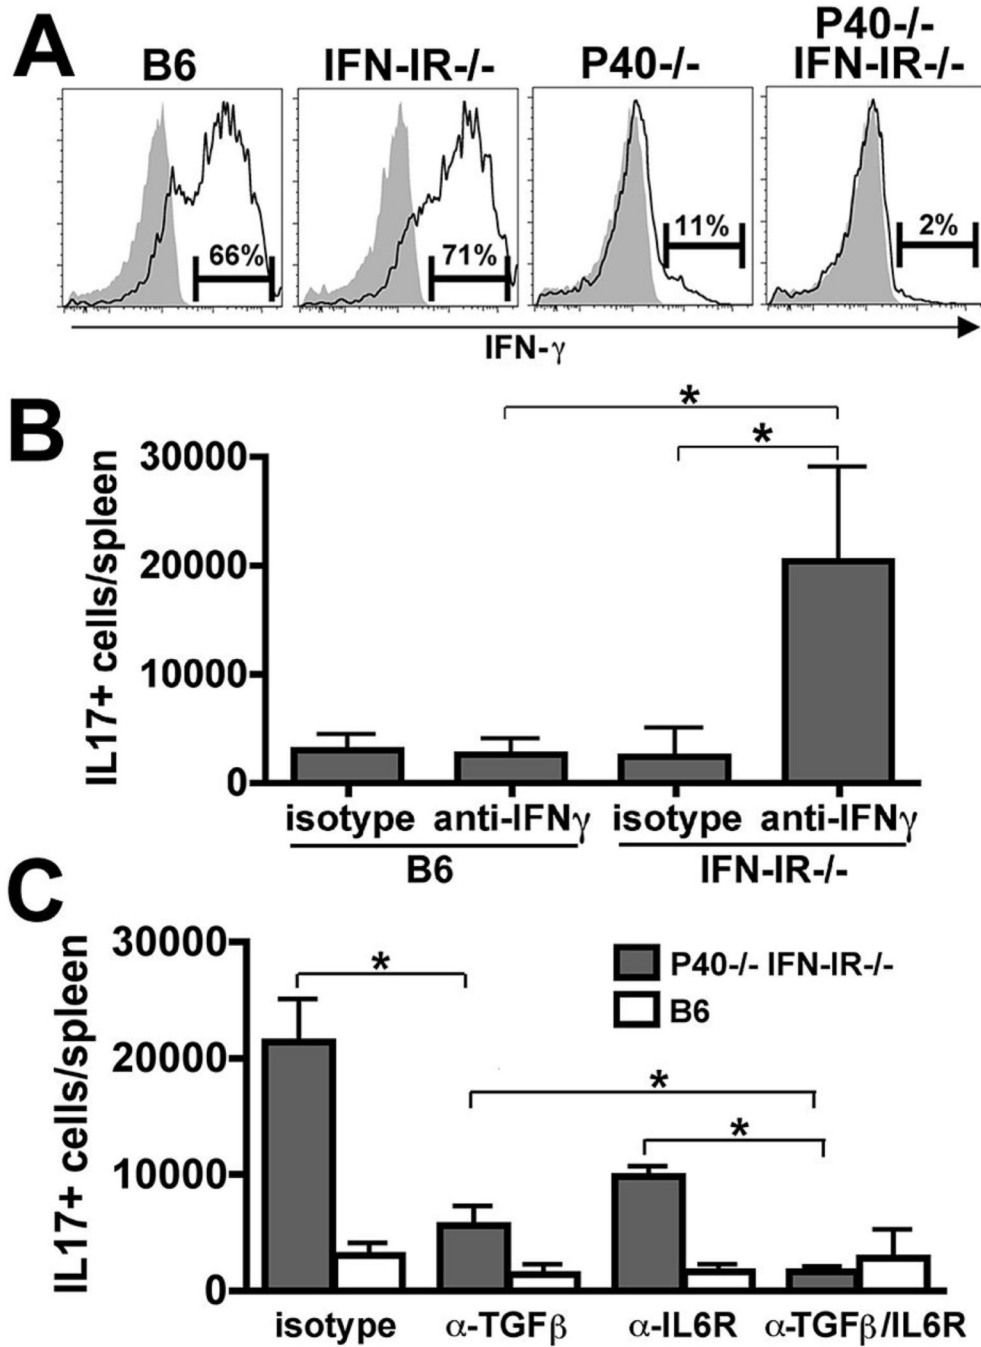 A
B6
IFN-IR-/-
P40-/-
P40-/-
IFN-IR-/-
66%
71%
11%
2%
IFN-γ
B
IL17+ cells/spleen
30000
20000
10000
0
*
*
isotype
anti-IFNγ
isotype
anti-IFNγ
B6
IFN-IR-/-
C
IL17+ cells/spleen
30000
20000
10000
0
*
*
*
P40-/- IFN-IR-/-
B6
isotype
α-TGFβ
α-IL6R
α-TGFβ/IL6R